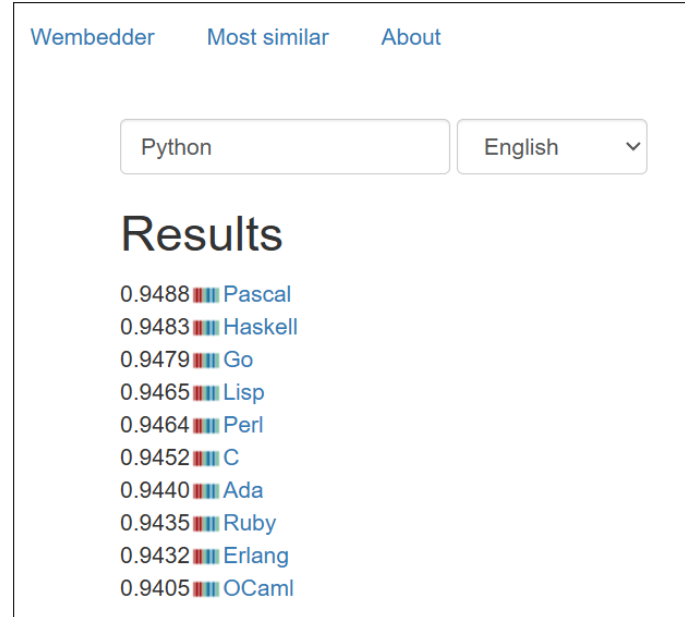 Wembedder Most similar About
Python English
Results
0.9488 Pascal
0.9483 Haskell
0.9479 Go
0.9465 Lisp
0.9464 Perl
0.9452 C
0.9440 Ada
0.9435 Ruby
0.9432 Erlang
0.9405 OCaml